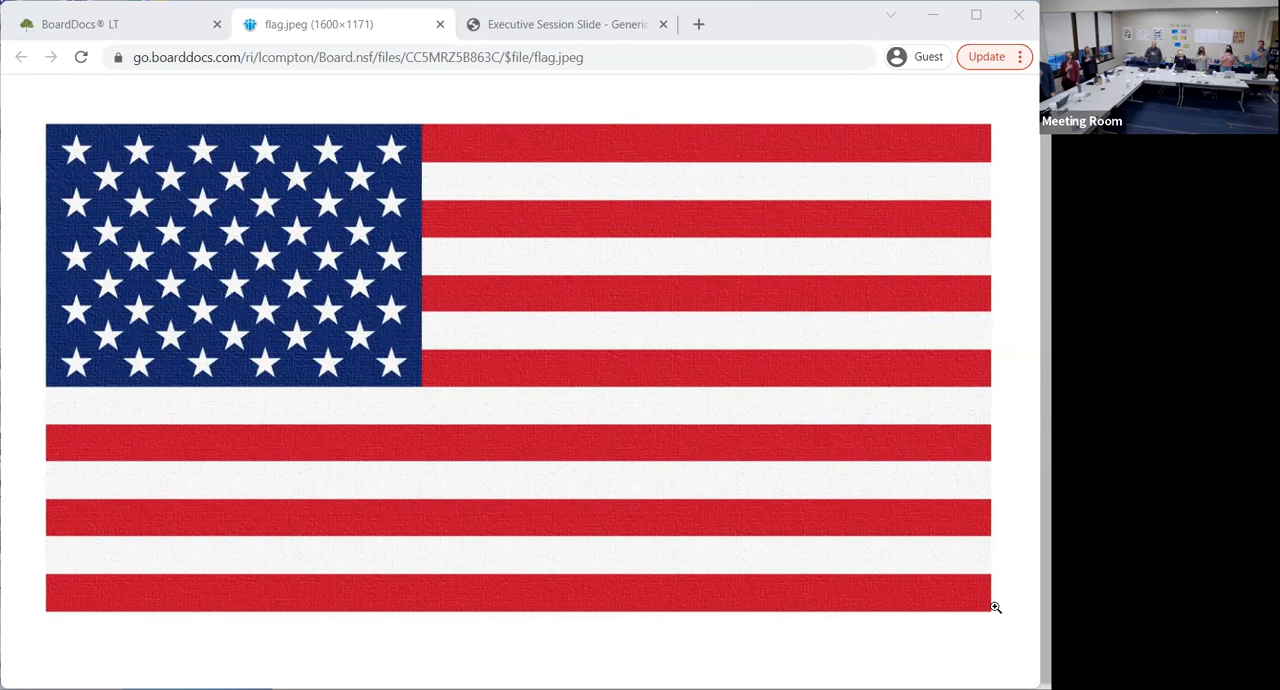 BoardDocs® LT
flag.jpeg (1600×1171)
Executive Session Slide - Generic
go.boarddocs.com/ri/lcompton/Board.nsf/files/CC5MRZ5B863C/$file/flag.jpeg
Guest
Update
Meeting Room